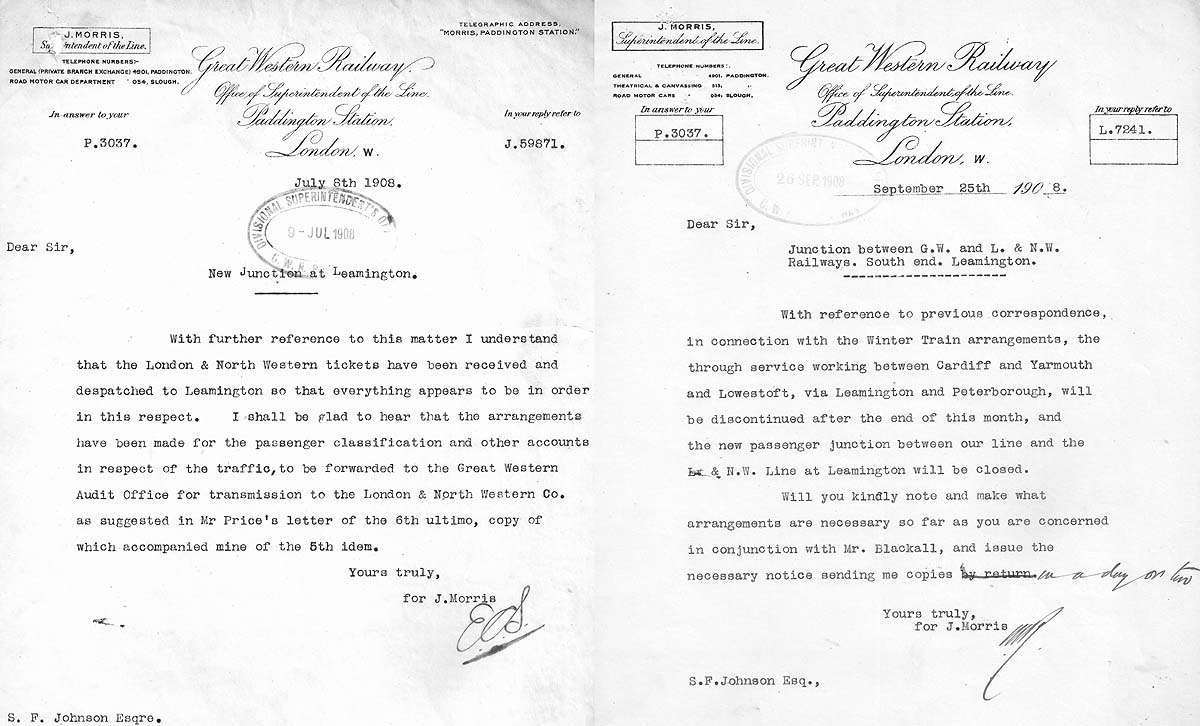 J. MORRIS,
Superintendent of the Line.
TELEGRAPHIC ADDRESS.
"MORRIS, PADDINGTON STATION."
TELEPHONE NUMBERS:-
GENERAL (PRIVATE BRANCH EXCHANGE) 4901, PADDINGTON.
ROAD MOTOR CAR DEPARTMENT " 054, SLOUGH.
Great Western Railway.
Office of Superintendent of the Line.
Paddington Station.
London, W.
In answer to your
P.3037.
In your reply refer to
J.59871.
July 8th 1908.
DIVISIONAL SUPERINTENDENT'S
9-JUL 1908
G.W.R.
Dear Sir,
New Junction at Leamington.
With further reference to this matter I understand
that the London & North Western tickets have been received and
despatched to Leamington so that everything appears to be in order
in this respect. I shall be glad to hear that the arrangements
have been made for the passenger classification and other accounts
in respect of the traffic, to be forwarded to the Great Western
Audit Office for transmission to the London & North Western Co.
as suggested in Mr Price's letter of the 6th ultimo, copy of
which accompanied mine of the 5th idem.
Yours truly,
for J.Morris
S. F. Johnson Esqre.
J. MORRIS,
Superintendent of the Line.
TELEPHONE NUMBERS:
GENERAL 4901, PADDINGTON.
THEATRICAL & CANVASSING 513, "
ROAD MOTOR CARS " 054, SLOUGH.
Great Western Railway
Office of Superintendent of the Line.
Paddington Station,
London, W.
In answer to your
P.3037.
In your reply refer to
L.7241.
DIVISIONAL SUPERINT
26 SEP 1908
G. W.
September 25th 1908.
Dear Sir,
Junction between G.W. and L. & N.W.
Railways. South end. Leamington.
With reference to previous correspondence,
in connection with the Winter Train arrangements, the
through service working between Cardiff and Yarmouth
and Lowestoft, via Leamington and Peterborough, will
be discontinued after the end of this month, and
the new passenger junction between our line and the
& N.W. Line at Leamington will be closed.
Will you kindly note and make what
arrangements are necessary so far as you are concerned
in conjunction with Mr. Blackall, and issue the
necessary notice sending me copies by return. in a day or two
Yours truly,
for J.Morris
S.F.Johnson Esq.,